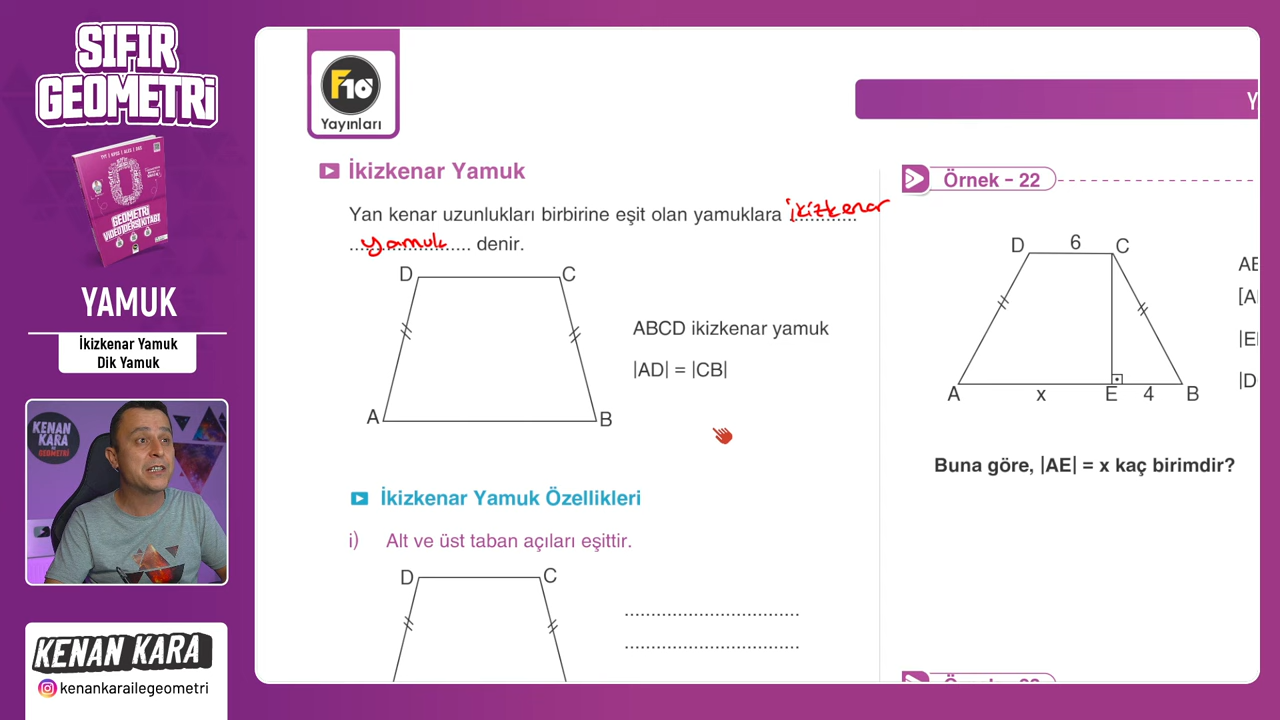 SIFIR
GEOMETRİ
GEOMETRİ
VİDEO DERS KİTABI
YAMUK
İkizkenar Yamuk
Dik Yamuk
KENAN
KARA
GEOMETRİ
KENAN KARA
kenankarailegeometri
F10
Yayınları
İkizkenar Yamuk
Yan kenar uzunlukları birbirine eşit olan yamuklara ikizkenar
yamuk denir.
D C
A B
ABCD ikizkenar yamuk
|AD| = |CB|
İkizkenar Yamuk Özellikleri
i) Alt ve üst taban açıları eşittir.
D C
..................................
..................................
Y
Örnek - 22
D 6 C
A x E 4 B
AB
[A
|E
|D
Buna göre, |AE| = x kaç birimdir?